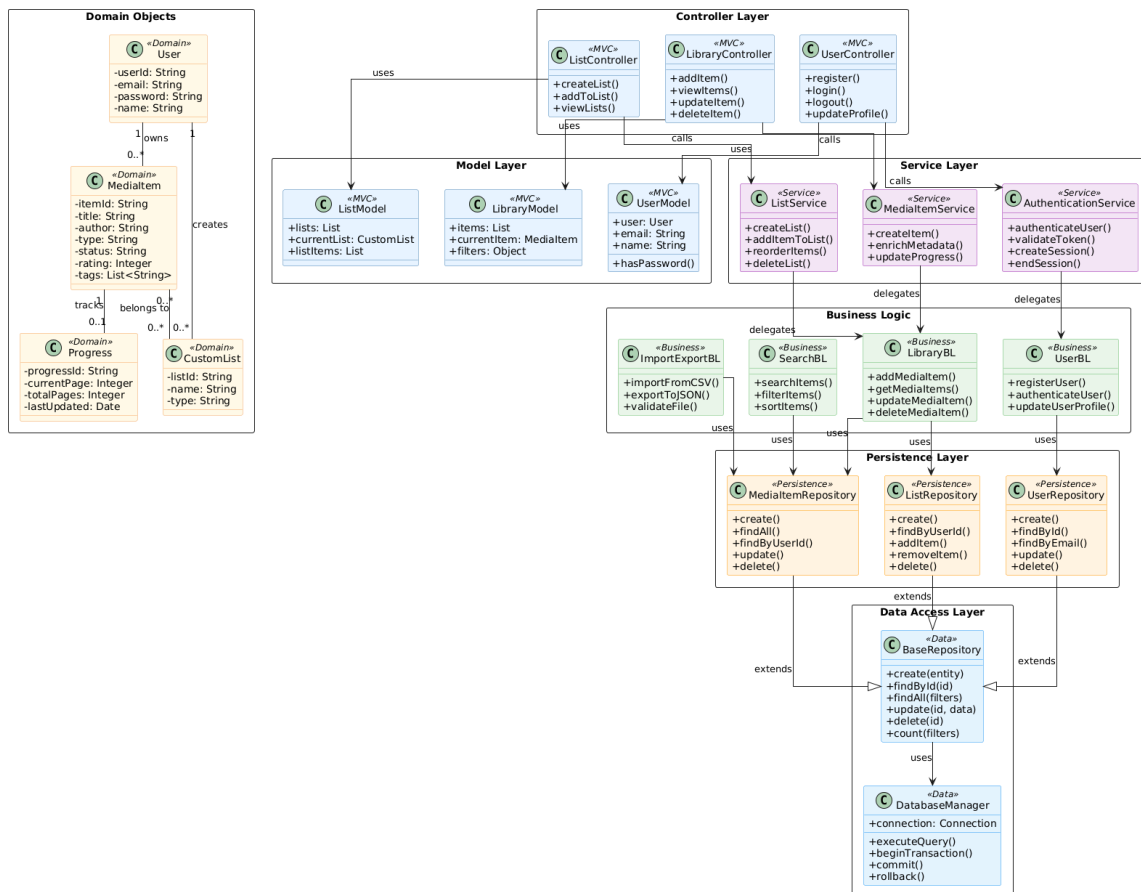 Domain Objects
C «Domain»
User
-userId: String
-email: String
-password: String
-name: String
1
owns
0..*
1
creates
C «Domain»
MediaItem
-itemId: String
-title: String
-author: String
-type: String
-status: String
-rating: Integer
-tags: List<String>
1
tracks
0..1
0..*
belongs to
0..*
0..*
C «Domain»
Progress
-progressId: String
-currentPage: Integer
-totalPages: Integer
-lastUpdated: Date
C «Domain»
CustomList
-listId: String
-name: String
-type: String
Controller Layer
C «MVC»
ListController
+createList()
+addToList()
+viewLists()
C «MVC»
LibraryController
+addItem()
+viewItems()
+updateItem()
+deleteItem()
C «MVC»
UserController
+register()
+login()
+logout()
+updateProfile()
uses
uses
calls
uses
calls
calls
Model Layer
C «MVC»
ListModel
+lists: List
+currentList: CustomList
+listItems: List
C «MVC»
LibraryModel
+items: List
+currentItem: MediaItem
+filters: Object
C «MVC»
UserModel
+user: User
+email: String
+name: String
+hasPassword()
Service Layer
C «Service»
ListService
+createList()
+addItemToList()
+reorderItems()
+deleteList()
C «Service»
MediaItemService
+createItem()
+enrichMetadata()
+updateProgress()
C «Service»
AuthenticationService
+authenticateUser()
+validateToken()
+createSession()
+endSession()
delegates
delegates
delegates
Business Logic
C «Business»
ImportExportBL
+importFromCSV()
+exportToJSON()
+validateFile()
C «Business»
SearchBL
+searchItems()
+filterItems()
+sortItems()
C «Business»
LibraryBL
+addMediaItem()
+getMediaItems()
+updateMediaItem()
+deleteMediaItem()
C «Business»
UserBL
+registerUser()
+authenticateUser()
+updateUserProfile()
uses
uses
uses
uses
uses
Persistence Layer
C «Persistence»
MediaItemRepository
+create()
+findAll()
+findByUserId()
+update()
+delete()
C «Persistence»
ListRepository
+create()
+findByUserId()
+addItem()
+removeItem()
+delete()
C «Persistence»
UserRepository
+create()
+findById()
+findByEmail()
+update()
+delete()
extends
extends
extends
Data Access Layer
C «Data»
BaseRepository
+create(entity)
+findById(id)
+findAll(filters)
+update(id, data)
+delete(id)
+count(filters)
uses
C «Data»
DatabaseManager
+connection: Connection
+executeQuery()
+beginTransaction()
+commit()
+rollback()